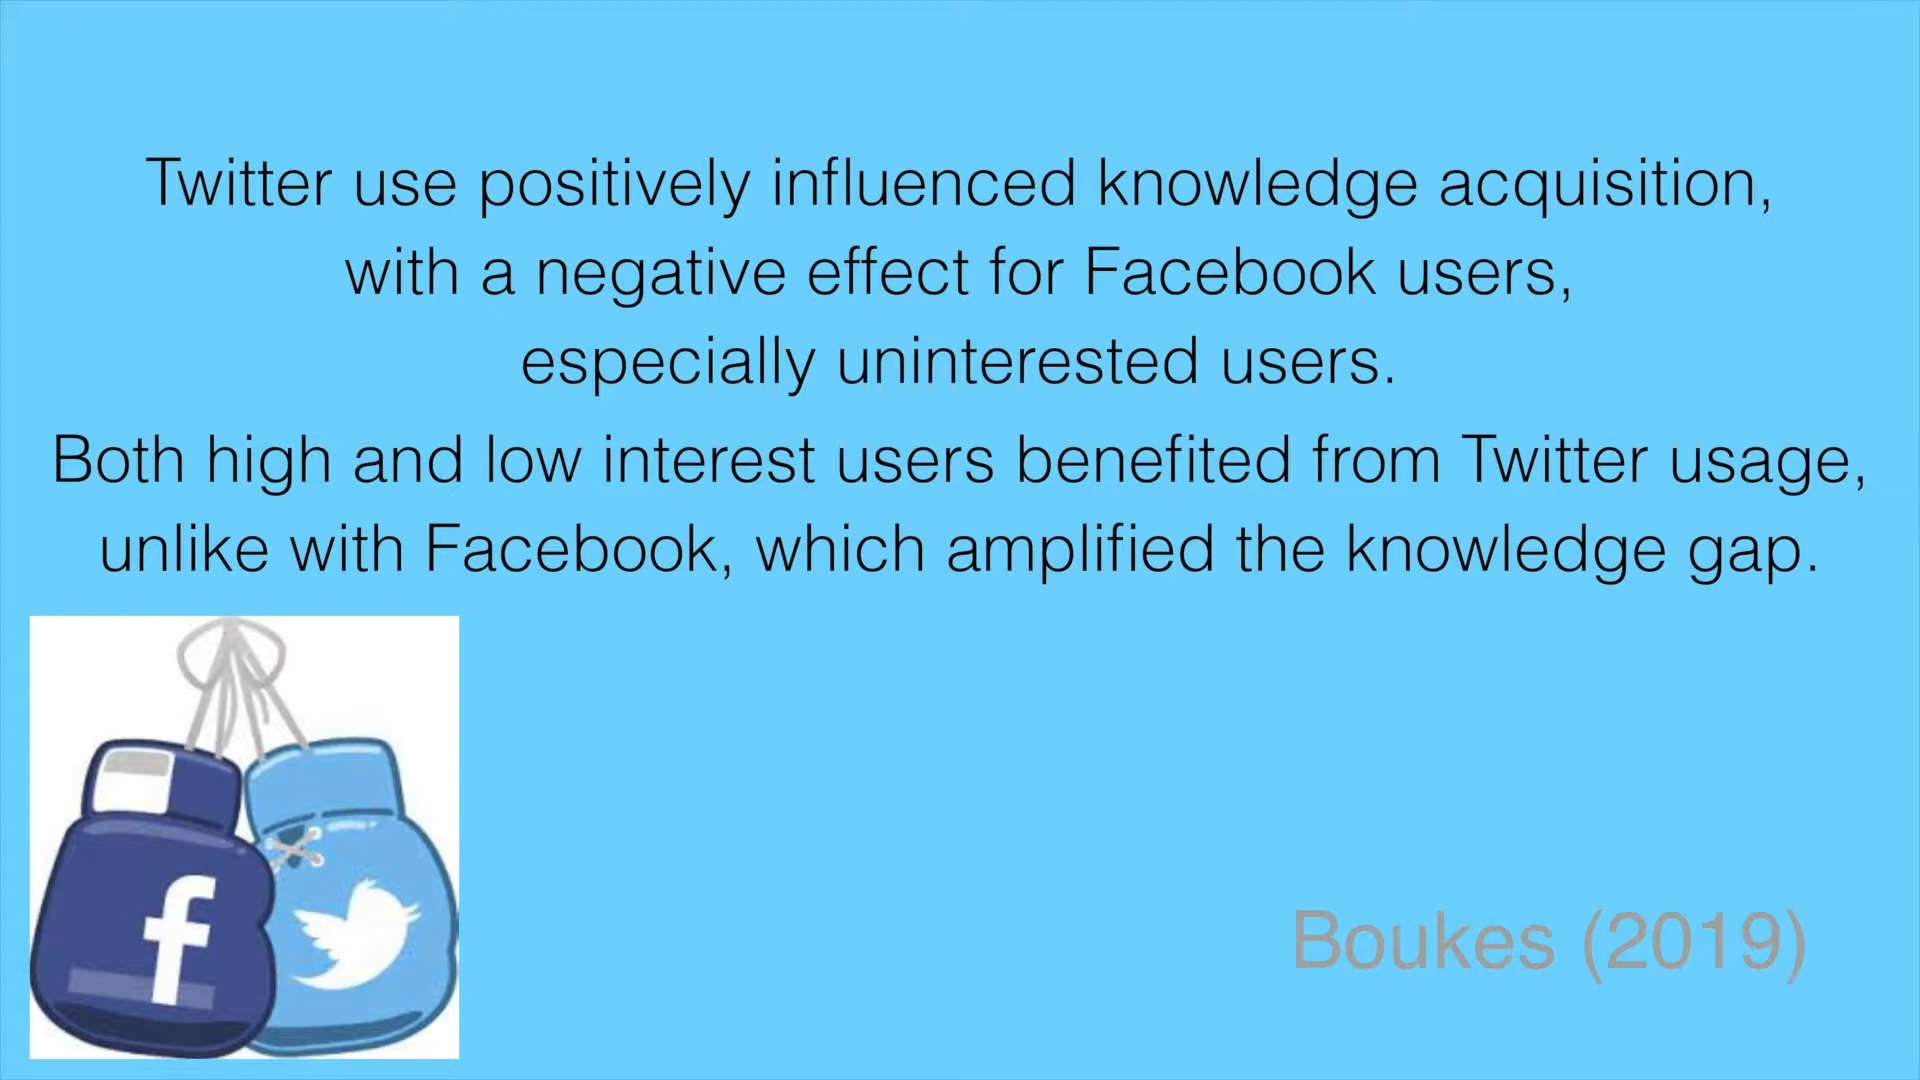 Twitter use positively influenced knowledge acquisition,
with a negative effect for Facebook users,
especially uninterested users.
Both high and low interest users benefited from Twitter usage,
unlike with Facebook, which amplified the knowledge gap.
f
Boukes (2019)